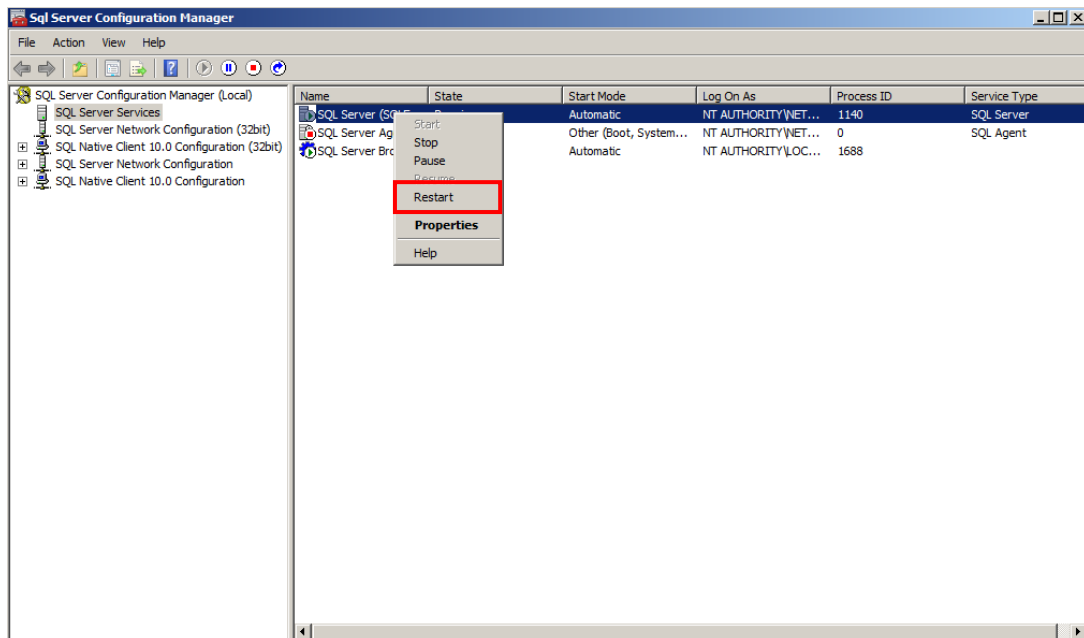 Sql Server Configuration Manager
File Action View Help
SQL Server Configuration Manager (Local)
SQL Server Services
SQL Server Network Configuration (32bit)
SQL Native Client 10.0 Configuration (32bit)
SQL Server Network Configuration
SQL Native Client 10.0 Configuration
Name State Start Mode Log On As Process ID Service Type
SQL Server (SQLE Automatic NT AUTHORITY\NET... 1140 SQL Server
SQL Server Ag Other (Boot, System... NT AUTHORITY\NET... 0 SQL Agent
SQL Server Bro Automatic NT AUTHORITY\LOC... 1688
Start
Stop
Pause
Resume
Restart
Properties
Help